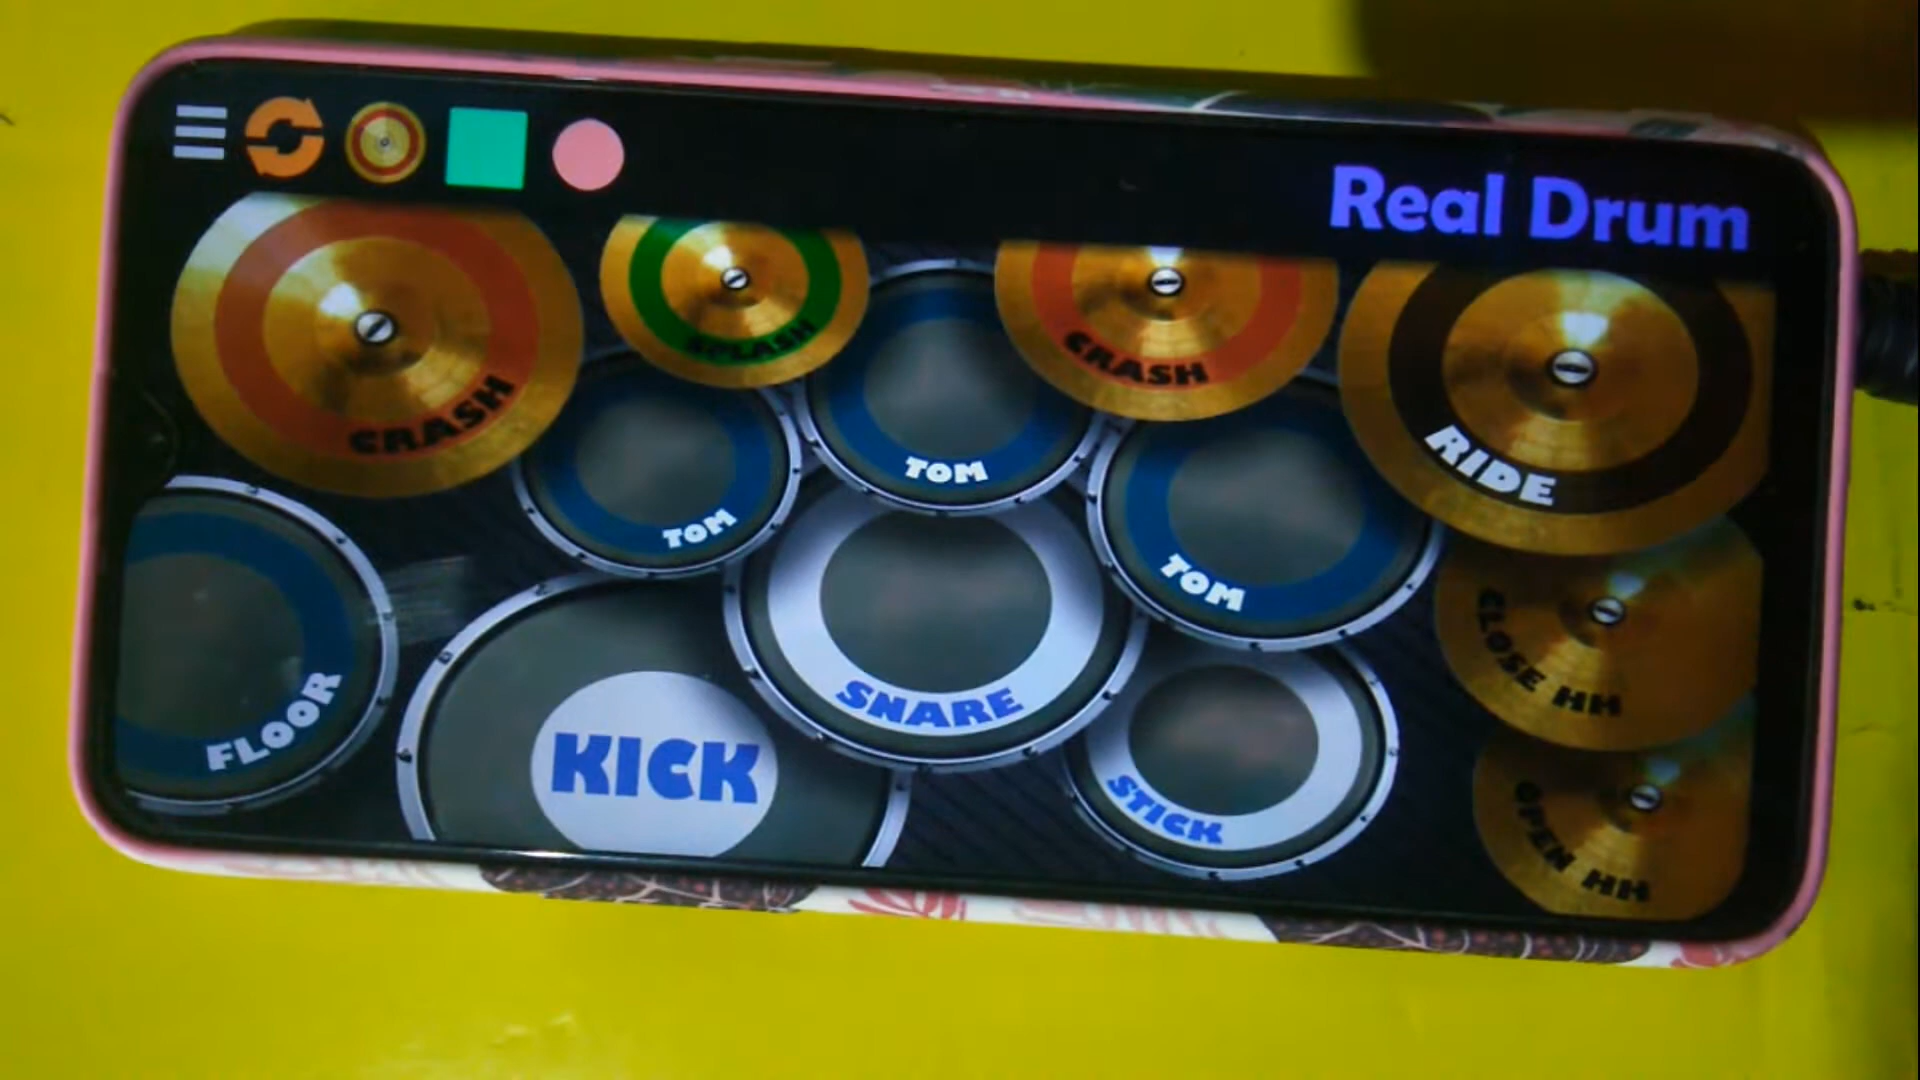 Real Drum
CRASH
SPLASH
CRASH
RIDE
TOM
TOM
TOM
FLOOR
KICK
SNARE
STICK
CLOSE HH
OPEN HH